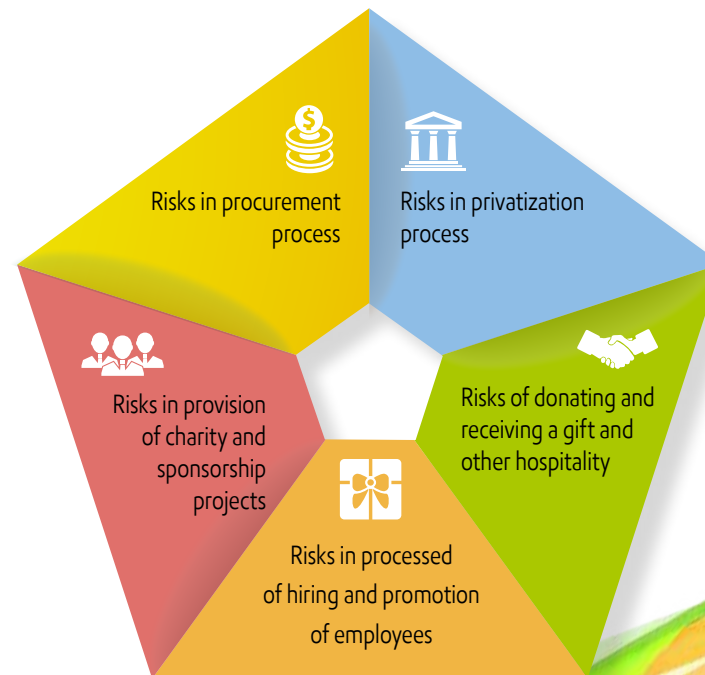 Risks in procurement
process
Risks in privatization
process
Risks in provision
of charity and
sponsorship
projects
Risks of donating and
receiving a gift and
other hospitality
Risks in processed
of hiring and promotion
of employees